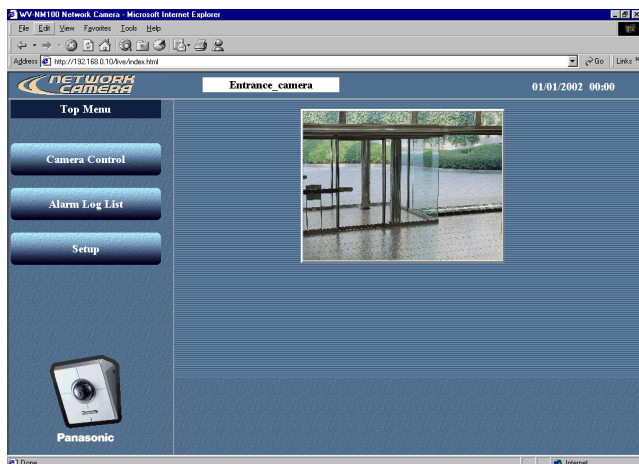 WV-NM100 Network Camera - Microsoft Internet Explorer
File Edit View Favorites Tools Help
Address http://192.168.0.10/live/index.html Go Links
NETWORK CAMERA
Entrance_camera
01/01/2002 00:00
Top Menu
Camera Control
Alarm Log List
Setup
Panasonic
Panasonic
Done Internet